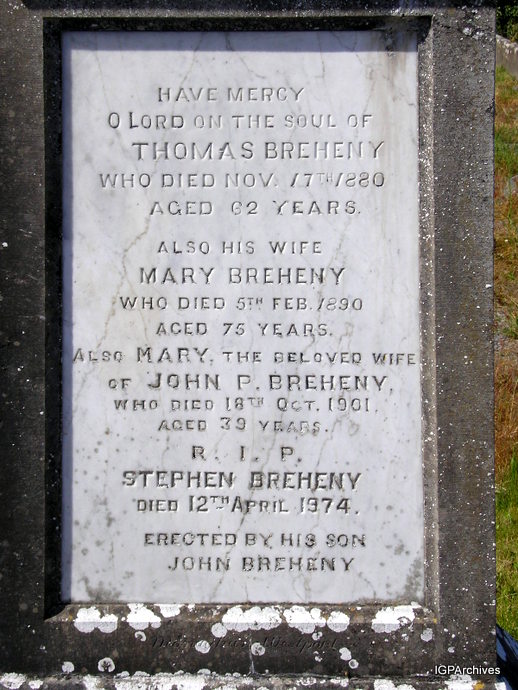 HAVE MERCY
O LORD ON THE SOUL OF
THOMAS BREHENY
WHO DIED NOV. 17TH 1880
AGED 62 YEARS.
ALSO HIS WIFE
MARY BREHENY
WHO DIED 5TH FEB. 1890
AGED 75 YEARS.
ALSO MARY, THE BELOVED WIFE
OF JOHN P. BREHENY,
WHO DIED 18TH OCT. 1901,
AGED 39 YEARS.
R. I. P.
STEPHEN BREHENY
DIED 12TH APRIL 1974.
ERECTED BY HIS SON
JOHN BREHENY
IGPArchives